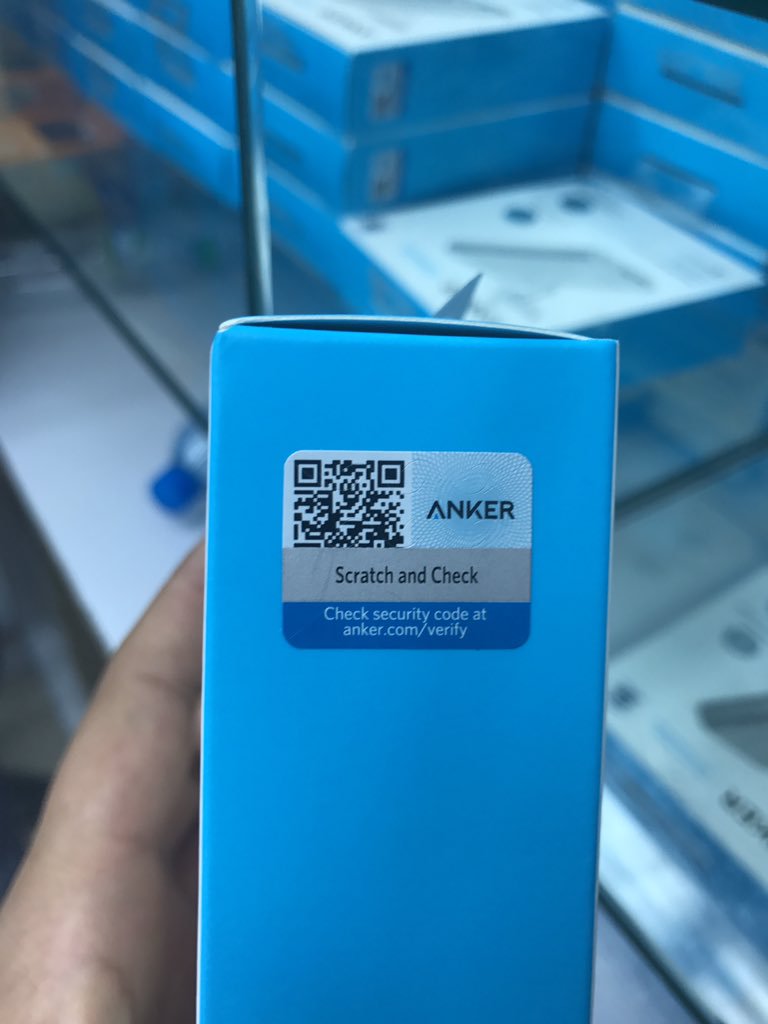 ANKER
Scratch and Check
Check security code at
anker.com/verify